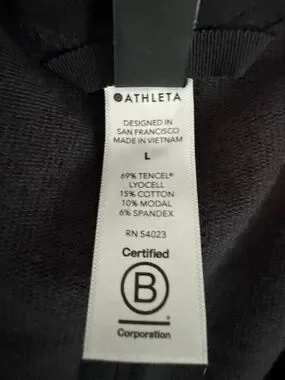 ATHLETA
DESIGNED IN
SAN FRANCISCO
MADE IN VIETNAM
L
69% TENCEL®
LYOCELL
15% COTTON
10% MODAL
6% SPANDEX
RN 54023
Certified
B
Corporation